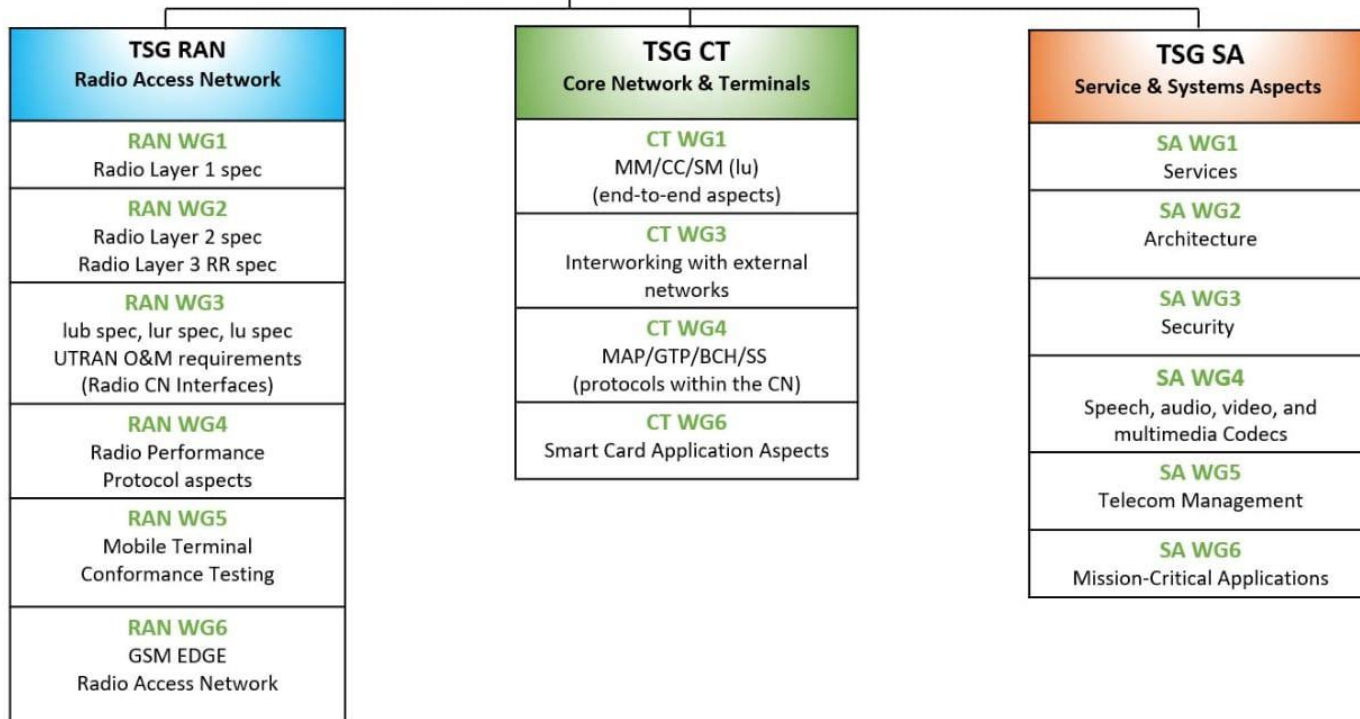 TSG RAN
Radio Access Network
RAN WG1
Radio Layer 1 spec
RAN WG2
Radio Layer 2 spec
Radio Layer 3 RR spec
RAN WG3
lub spec, lur spec, lu spec
UTRAN O&M requirements
(Radio CN Interfaces)
RAN WG4
Radio Performance
Protocol aspects
RAN WG5
Mobile Terminal
Conformance Testing
RAN WG6
GSM EDGE
Radio Access Network
TSG CT
Core Network & Terminals
CT WG1
MM/CC/SM (lu)
(end-to-end aspects)
CT WG3
Interworking with external
networks
CT WG4
MAP/GTP/BCH/SS
(protocols within the CN)
CT WG6
Smart Card Application Aspects
TSG SA
Service & Systems Aspects
SA WG1
Services
SA WG2
Architecture
SA WG3
Security
SA WG4
Speech, audio, video, and
multimedia Codecs
SA WG5
Telecom Management
SA WG6
Mission-Critical Applications